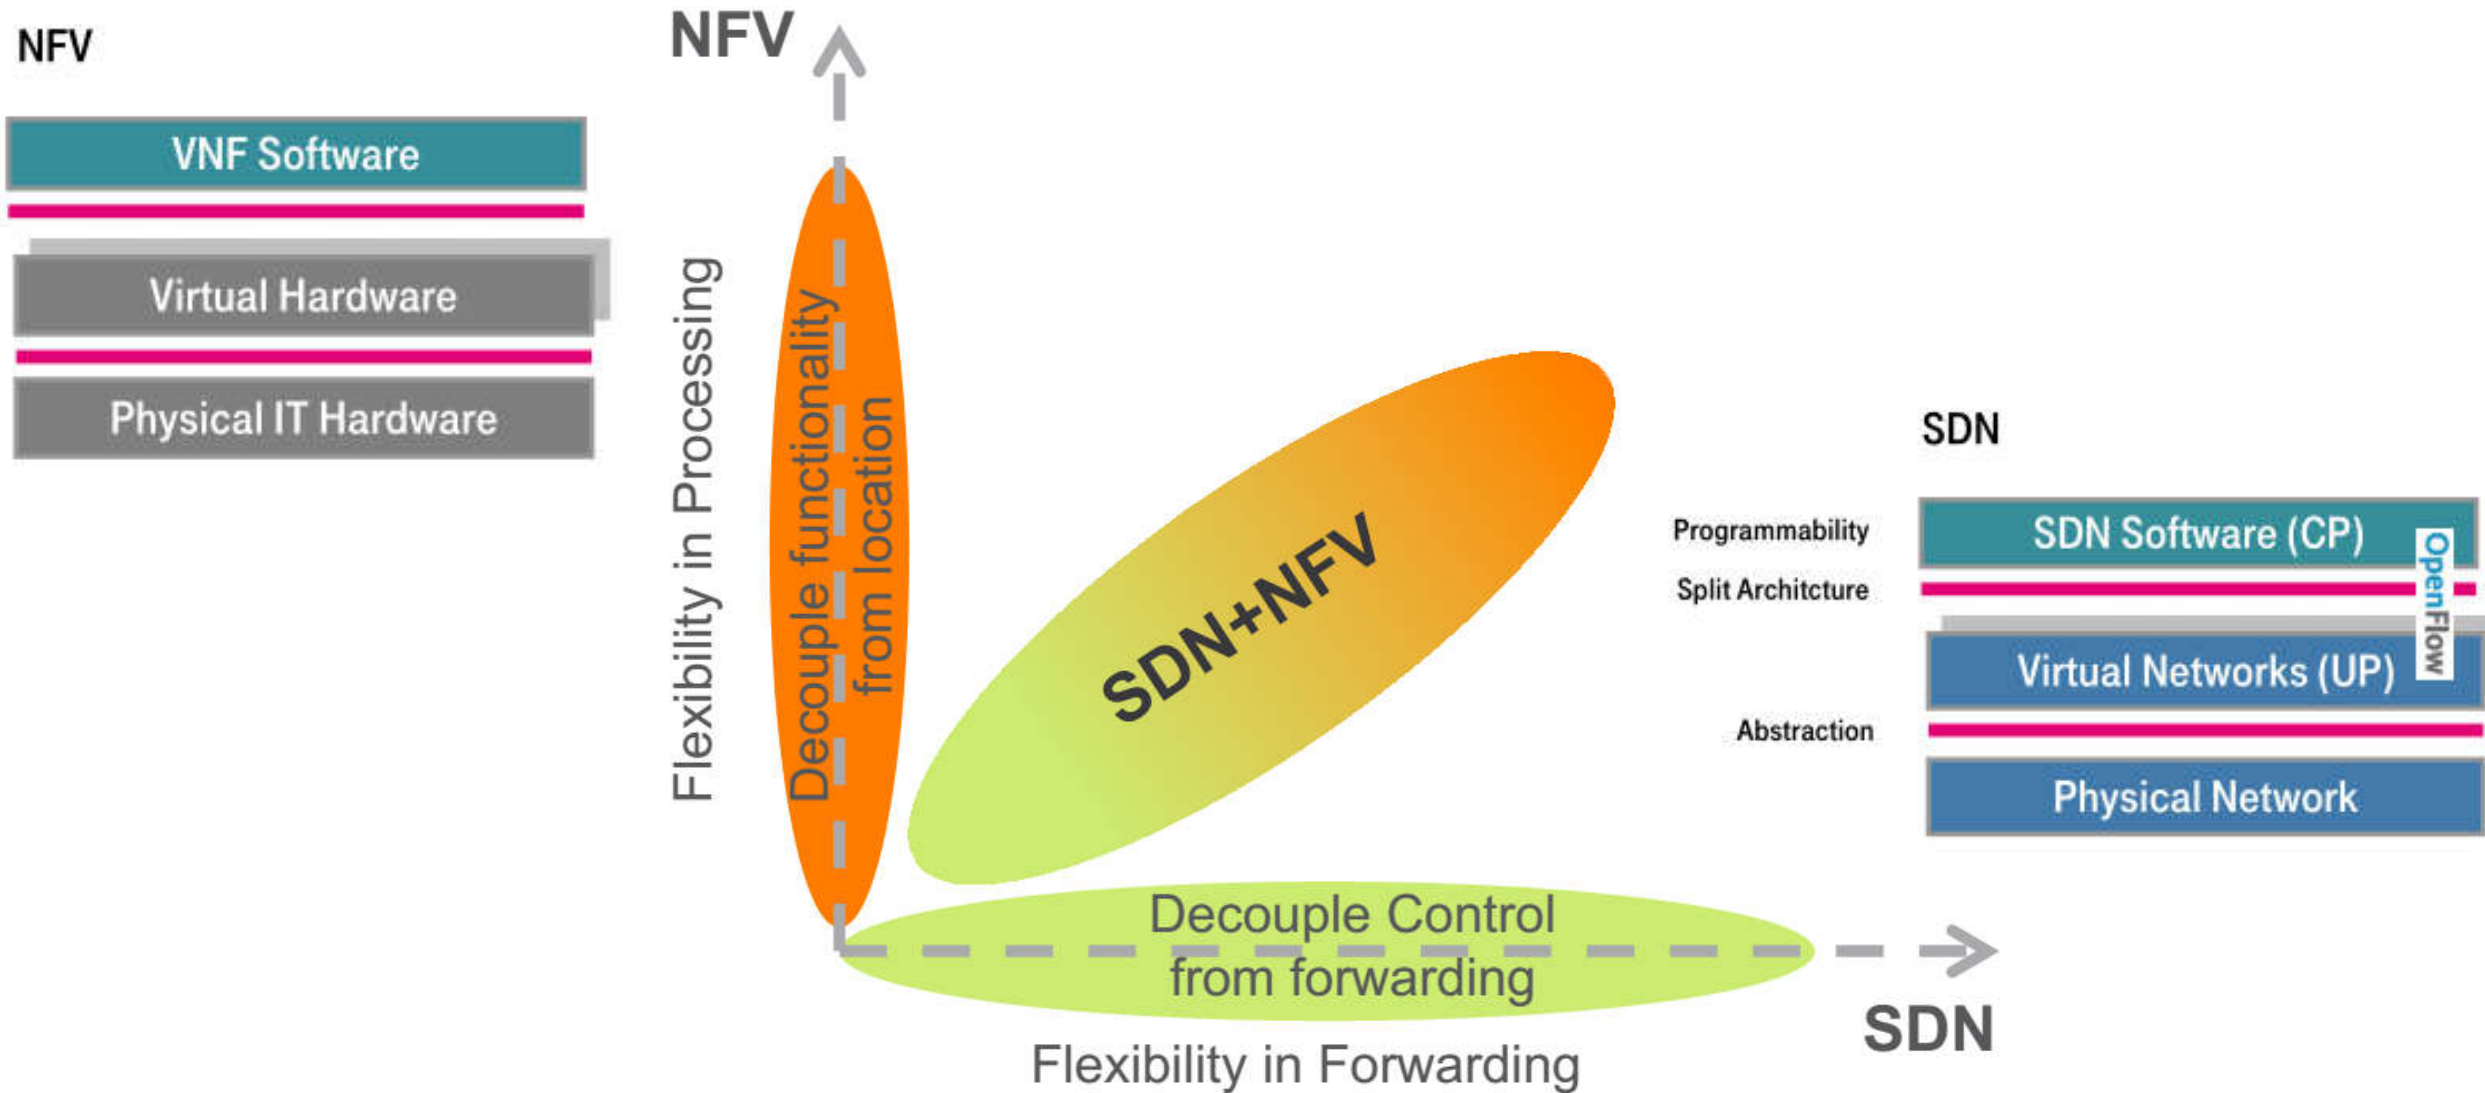 NFV
VNF Software
Virtual Hardware
Physical IT Hardware
NFV
Flexibility in Processing
Decouple functionality
from location
SDN+NFV
Decouple Control
from forwarding
Flexibility in Forwarding
SDN
SDN
Programmability
SDN Software (CP)
Split Architcture
OpenFlow
Virtual Networks (UP)
Abstraction
Physical Network